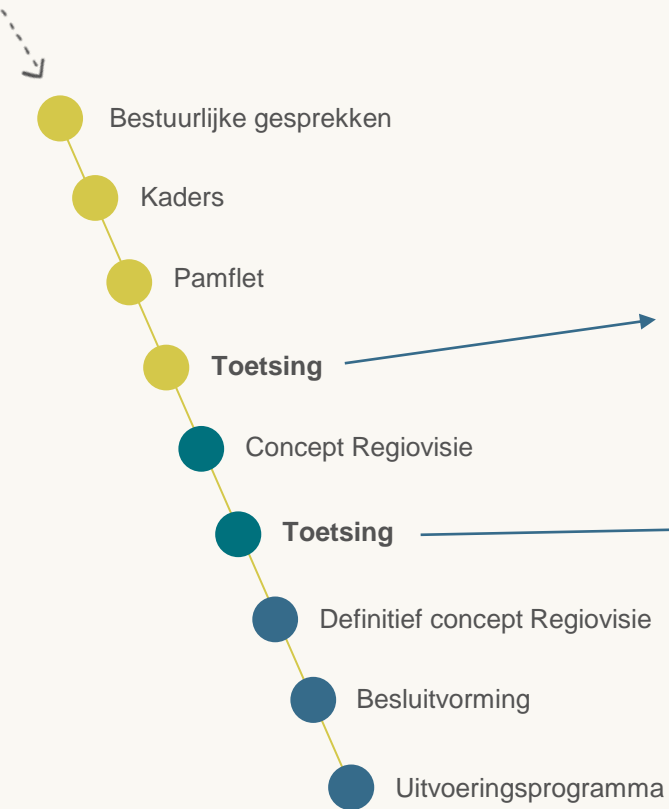 Bestuurlijke gesprekken
Kaders
Pamflet
Toetsing
Concept Regiovisie
Toetsing
Definitief concept Regiovisie
Besluitvorming
Uitvoeringsprogramma